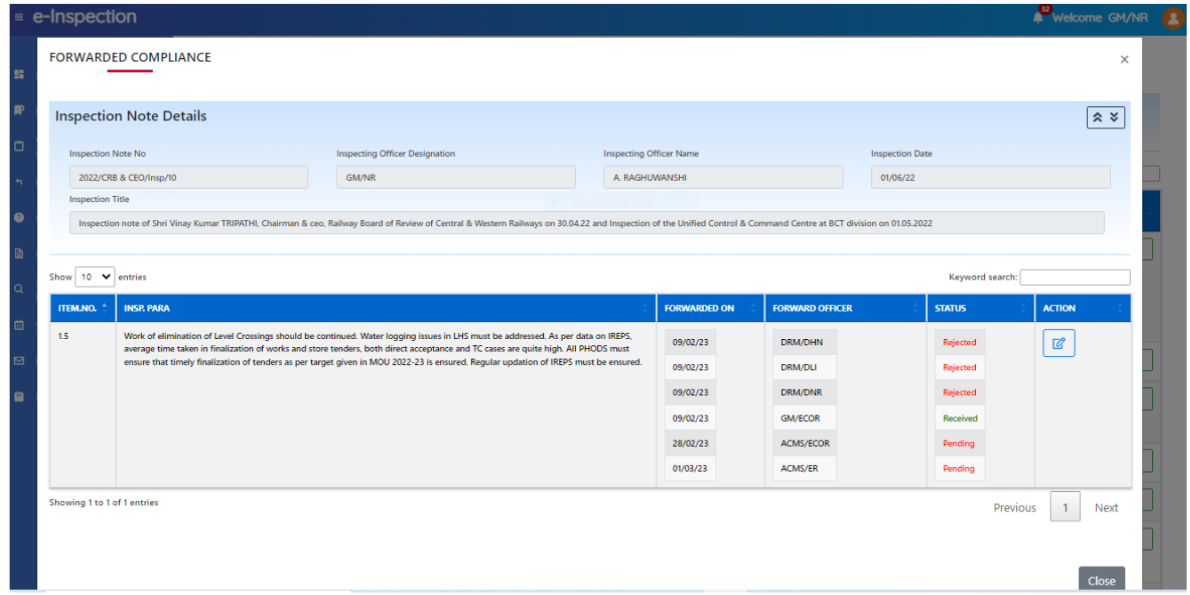 e-Inspection
32
Welcome GM/NR
FORWARDED COMPLIANCE
×
Inspection Note Details
Inspection Note No
Inspecting Officer Designation
Inspecting Officer Name
Inspection Date
2022/CRB & CEO/Insp/10
GM/NR
A. RAGHUWANSHI
01/06/22
Inspection Title
Inspection note of Shri Vinay Kumar TRIPATHI, Chairman & ceo, Railway Board of Review of Central & Western Railways on 30.04.22 and Inspection of the Unified Control & Command Centre at BCT division on 01.05.2022
Show 10 entries
Keyword search:
ITEM.NO. INSP. PARA FORWARDED ON FORWARD OFFICER STATUS ACTION
1.5
Work of elimination of Level Crossings should be continued. Water logging issues in LHS must be addressed. As per data on IREPS,
average time taken in finalization of works and store tenders, both direct acceptance and TC cases are quite high. All PHODS must
ensure that timely finalization of tenders as per target given in MOU 2022-23 is ensured. Regular updation of IREPS must be ensured.
09/02/23 DRM/DHN Rejected
09/02/23 DRM/DLI Rejected
09/02/23 DRM/DNR Rejected
09/02/23 GM/ECOR Received
28/02/23 ACMS/ECOR Pending
01/03/23 ACMS/ER Pending
Showing 1 to 1 of 1 entries
Previous 1 Next
Close